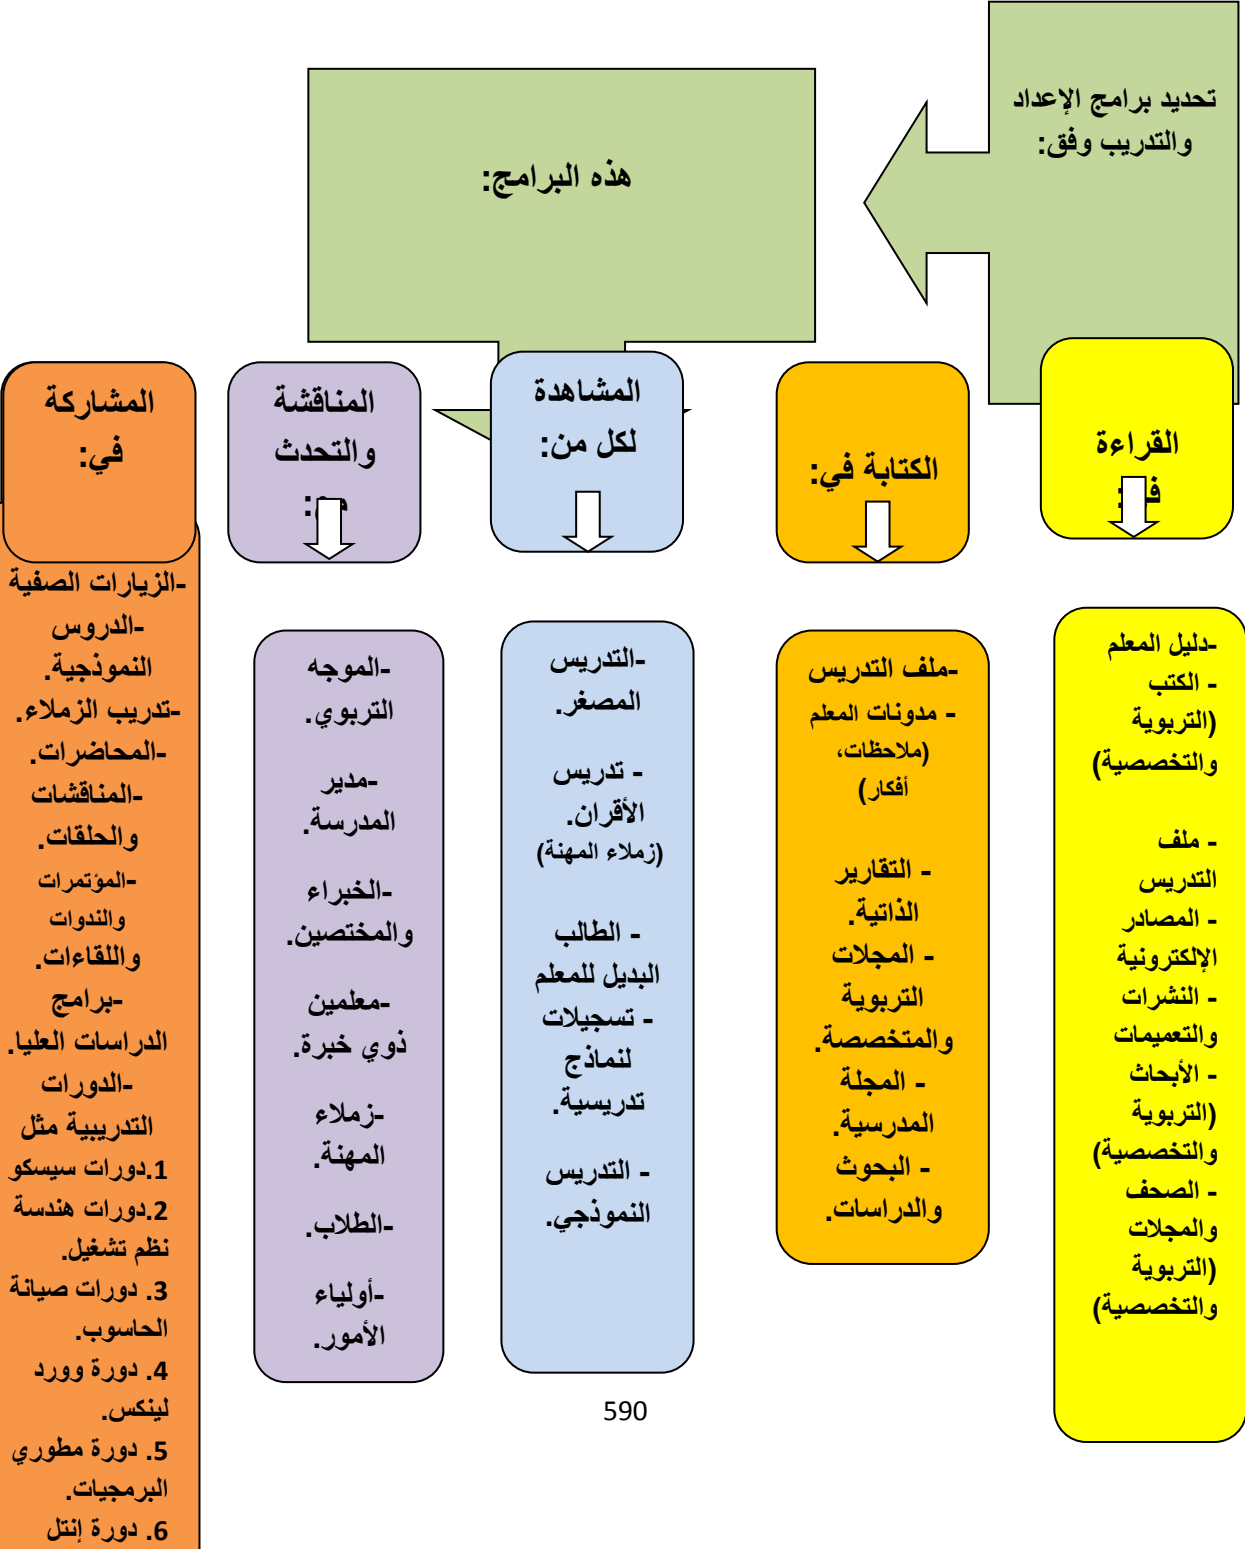 تحديد برامج الإعداد
والتدريب وفق:
هذه البرامج:
القراءة
الكتابة في:
المشاهدة
لكل من:
المناقشة
والتحدث
المشاركة
في:
-دليل المعلم
- الكتب
(التربوية
والتخصصية)
- ملف
التدريس
- المصادر
الإلكترونية
- النشرات
والتعميمات
- الأبحاث
(التربوية
والتخصصية)
- الصحف
والمجلات
(التربوية
والتخصصية)
-ملف التدريس
- مدونات المعلم
(ملاحظات،
أفكار)
- التقارير
الذاتية.
- المجلات
التربوية
والمتخصصة.
- المجلة
المدرسية.
- البحوث
والدراسات.
-التدريس
المصغر.
- تدريس
الأقران.
(زملاء المهنة)
- الطالب
البديل للمعلم
- تسجيلات
لنماذج
تدريسية.
- التدريس
النموذجي.
-الموجه
التربوي.
-مدير
المدرسة.
-الخبراء
والمختصين.
-معلمين
ذوي خبرة.
-زملاء
المهنة.
-الطلاب.
-أولياء
الأمور.
-الزيارات الصفية
-الدروس
النموذجية.
-تدريب الزملاء.
-المحاضرات.
-المناقشات
والحلقات.
-المؤتمرات
والندوات
واللقاءات.
-برامج
الدراسات العليا.
-الدورات
التدريبية مثل
1.دورات سيسكو
2.دورات هندسة
نظم تشغيل.
3. دورات صيانة
الحاسوب.
4. دورة وورد
لينكس.
5. دورة مطوري
البرمجيات.
6. دورة إنتل
590